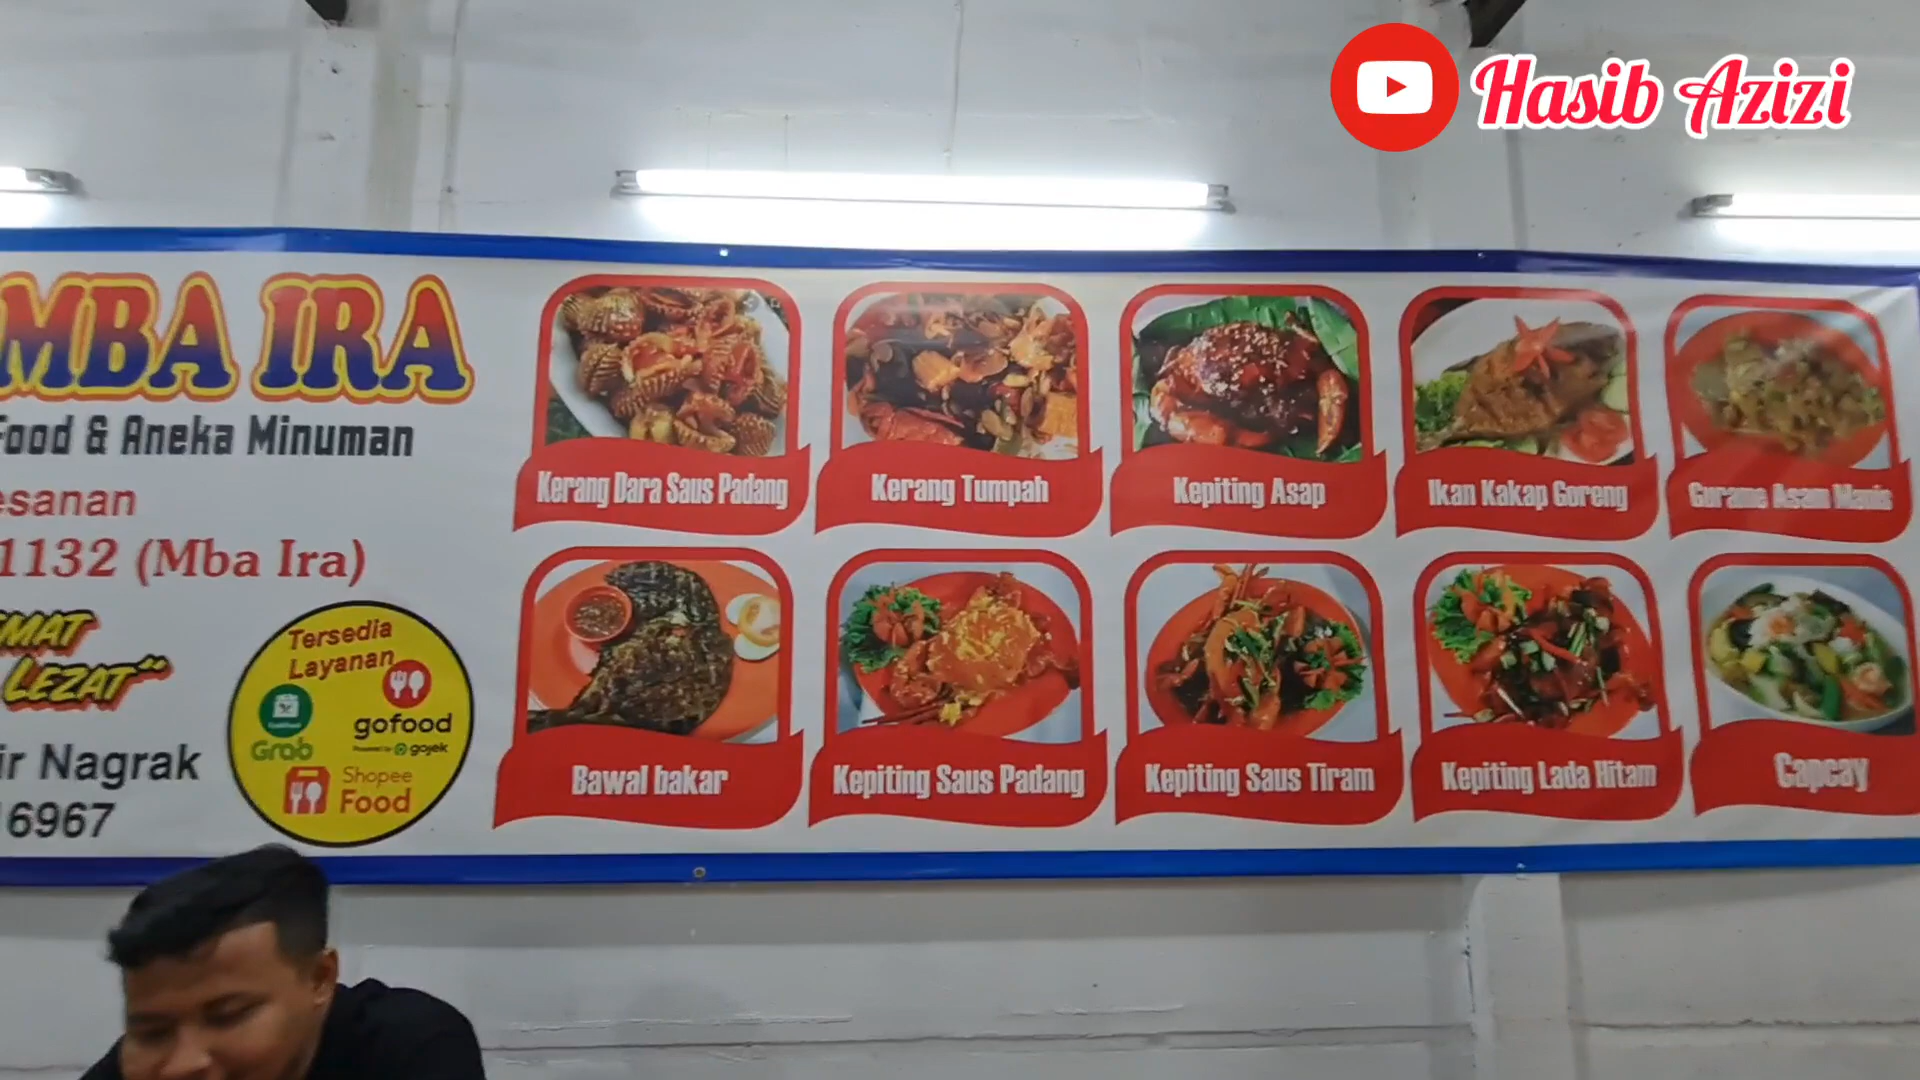 Hasib Azizi
MBA IRA
Food & Aneka Minuman
esanan
1132 (Mba Ira)
MAT
LEZAT"
ir Nagrak
16967
Tersedia
Layanan
Grab
gofood
Powered by gojek
Shopee
Food
Kerang Dara Saus Padang
Kerang Tumpah
Kepiting Asap
Ikan Kakap Goreng
Gurame Asam Manis
Bawal bakar
Kepiting Saus Padang
Kepiting Saus Tiram
Kepiting Lada Hitam
Capcay